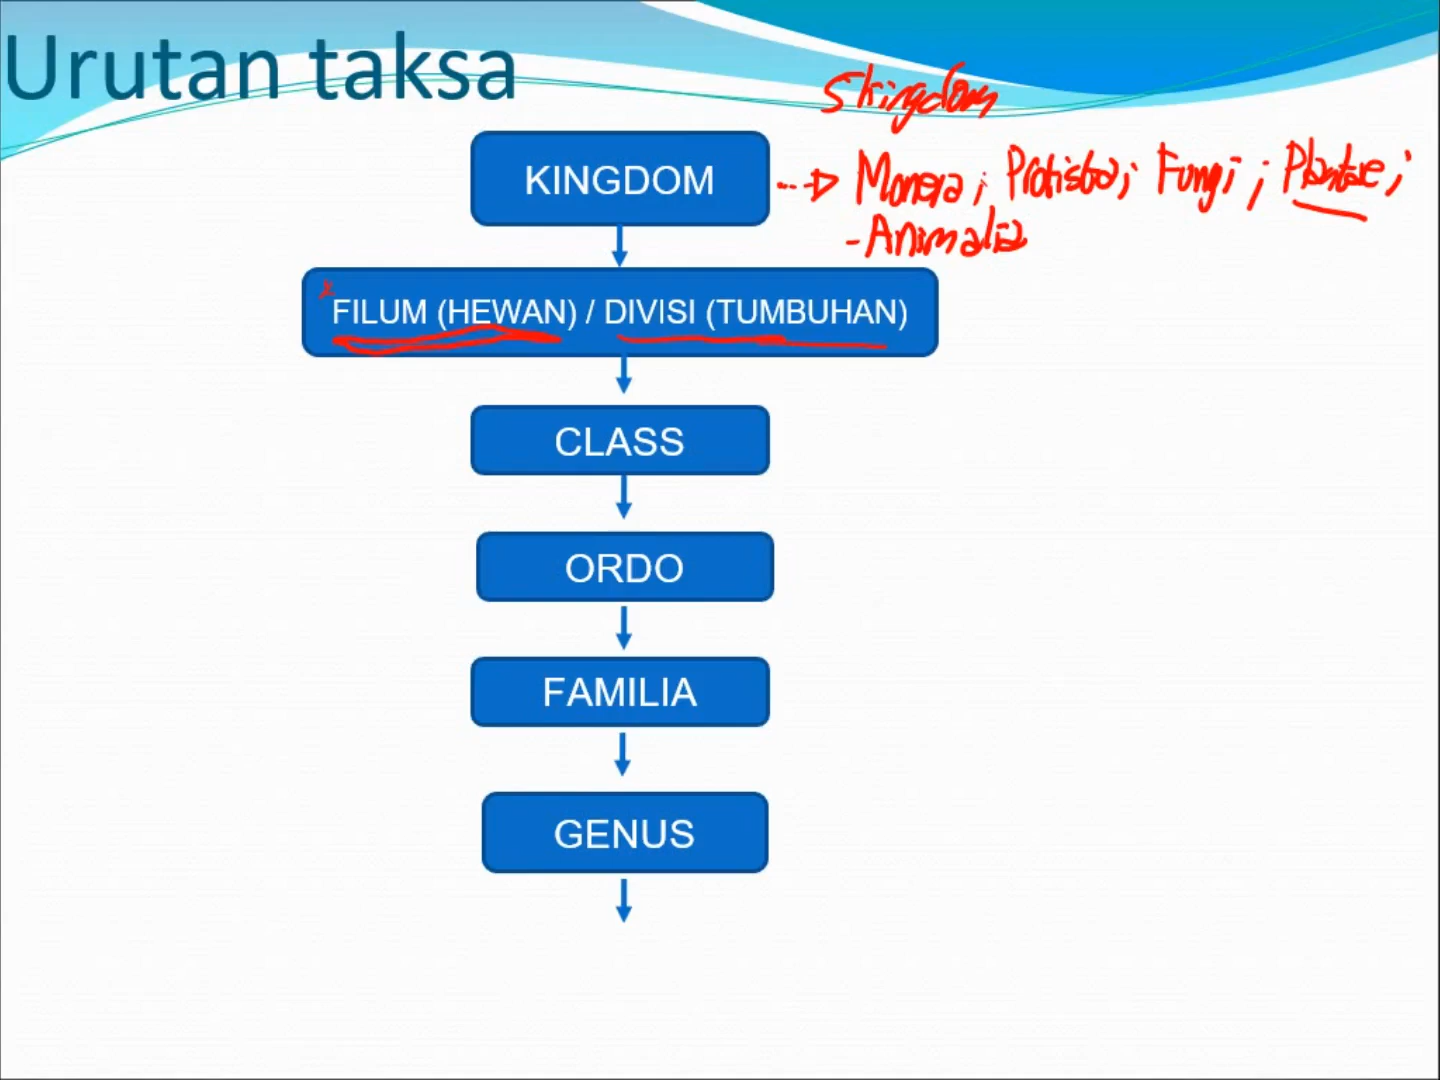 Urutan taksa
5 kingdom
KINGDOM
Monera; Protista; Fungi; Plantae;
- Animalia
FILUM (HEWAN) / DIVISI (TUMBUHAN)
CLASS
ORDO
FAMILIA
GENUS